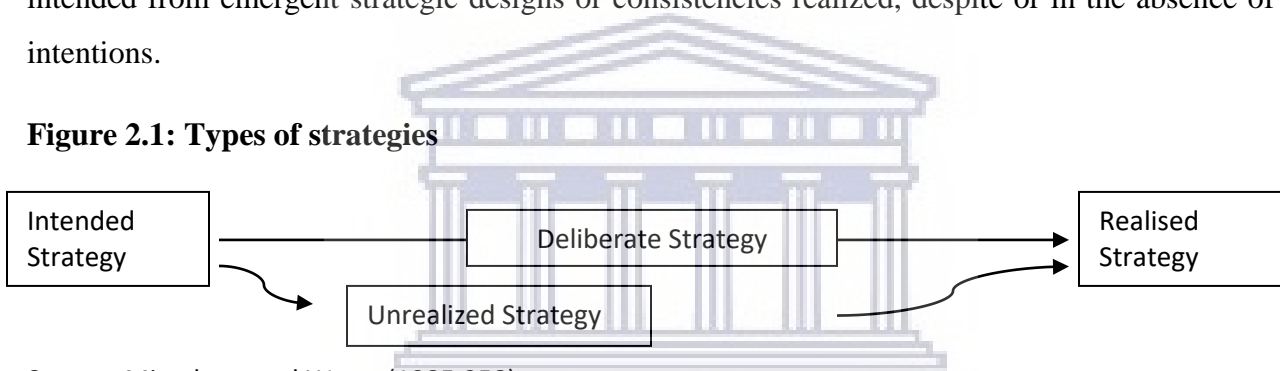 intended from emergent strategic designs or consistencies realized, despite or in the absence of
intentions.
Figure 2.1: Types of strategies
Intended
Strategy
Deliberate Strategy
Realised
Strategy
Unrealized Strategy